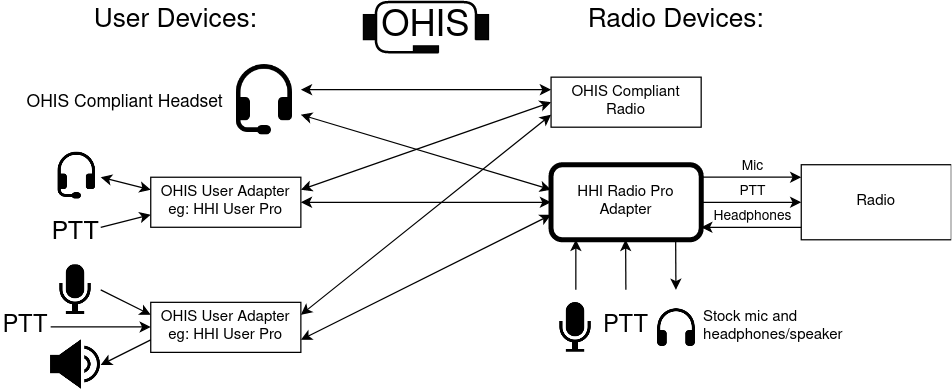 User Devices:
OHIS
Radio Devices:
OHIS Compliant Headset
OHIS Compliant
Radio
OHIS User Adapter
eg: HHI User Pro
PTT
HHI Radio Pro
Adapter
Mic
PTT
Headphones
Radio
OHIS User Adapter
eg: HHI User Pro
PTT
PTT
Stock mic and
headphones/speaker